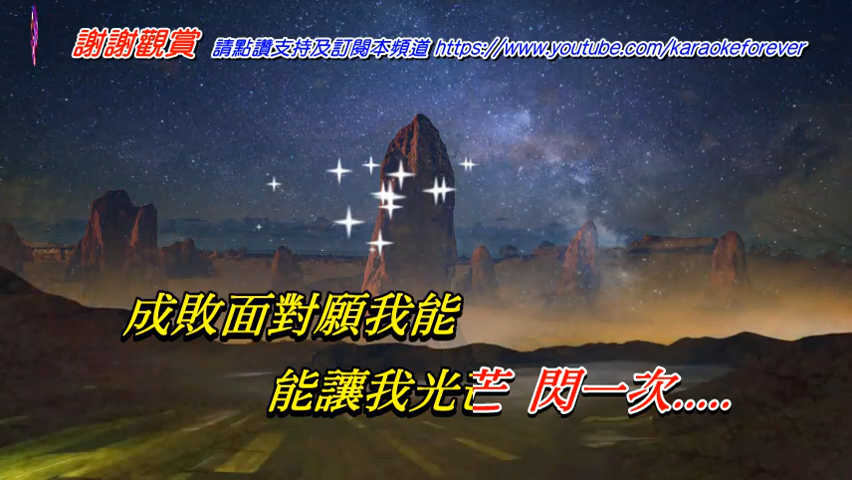 謝謝觀賞 請點讚支持及訂閱本頻道 https://www.youtube.com/karaokeforever
成敗面對願我能
能讓我光芒 閃一次.....